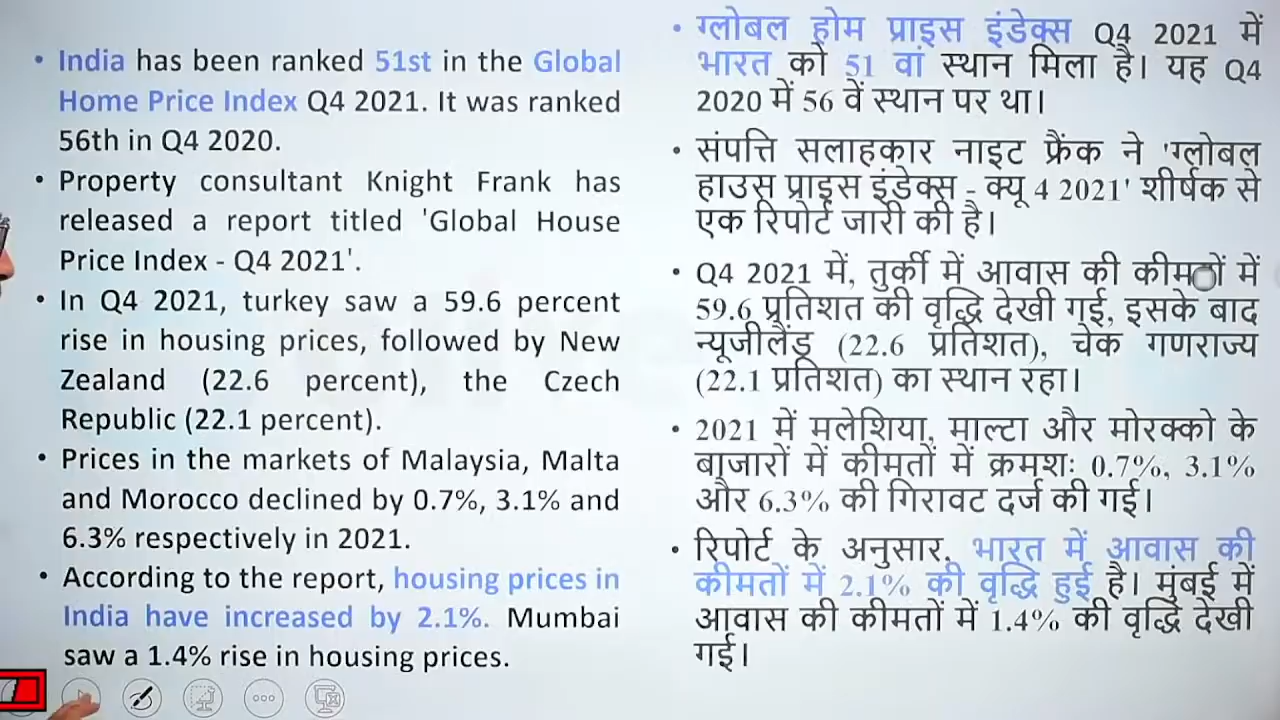 • India has been ranked 51st in the Global
Home Price Index Q4 2021. It was ranked
56th in Q4 2020.
• Property consultant Knight Frank has
released a report titled 'Global House
Price Index - Q4 2021'.
• In Q4 2021, turkey saw a 59.6 percent
rise in housing prices, followed by New
Zealand (22.6 percent), the Czech
Republic (22.1 percent).
• Prices in the markets of Malaysia, Malta
and Morocco declined by 0.7%, 3.1% and
6.3% respectively in 2021.
• According to the report, housing prices in
India have increased by 2.1%. Mumbai
saw a 1.4% rise in housing prices.
• ग्लोबल होम प्राइस इंडेक्स Q4 2021 में
भारत को 51 वां स्थान मिला है। यह Q4
2020 में 56 वें स्थान पर था।
• संपत्ति सलाहकार नाइट फ्रैंक ने 'ग्लोबल
हाउस प्राइस इंडेक्स - क्यू 4 2021' शीर्षक से
एक रिपोर्ट जारी की है।
• Q4 2021 में, तुर्की में आवास की कीमतों में
59.6 प्रतिशत की वृद्धि देखी गई, इसके बाद
न्यूजीलैंड (22.6 प्रतिशत), चेक गणराज्य
(22.1 प्रतिशत) का स्थान रहा।
• 2021 में मलेशिया, माल्टा और मोरक्को के
बाजारों में कीमतों में क्रमशः 0.7%, 3.1%
और 6.3% की गिरावट दर्ज की गई।
• रिपोर्ट के अनुसार, भारत में आवास की
कीमतों में 2.1% की वृद्धि हुई है। मुंबई में
आवास की कीमतों में 1.4% की वृद्धि देखी
गई।